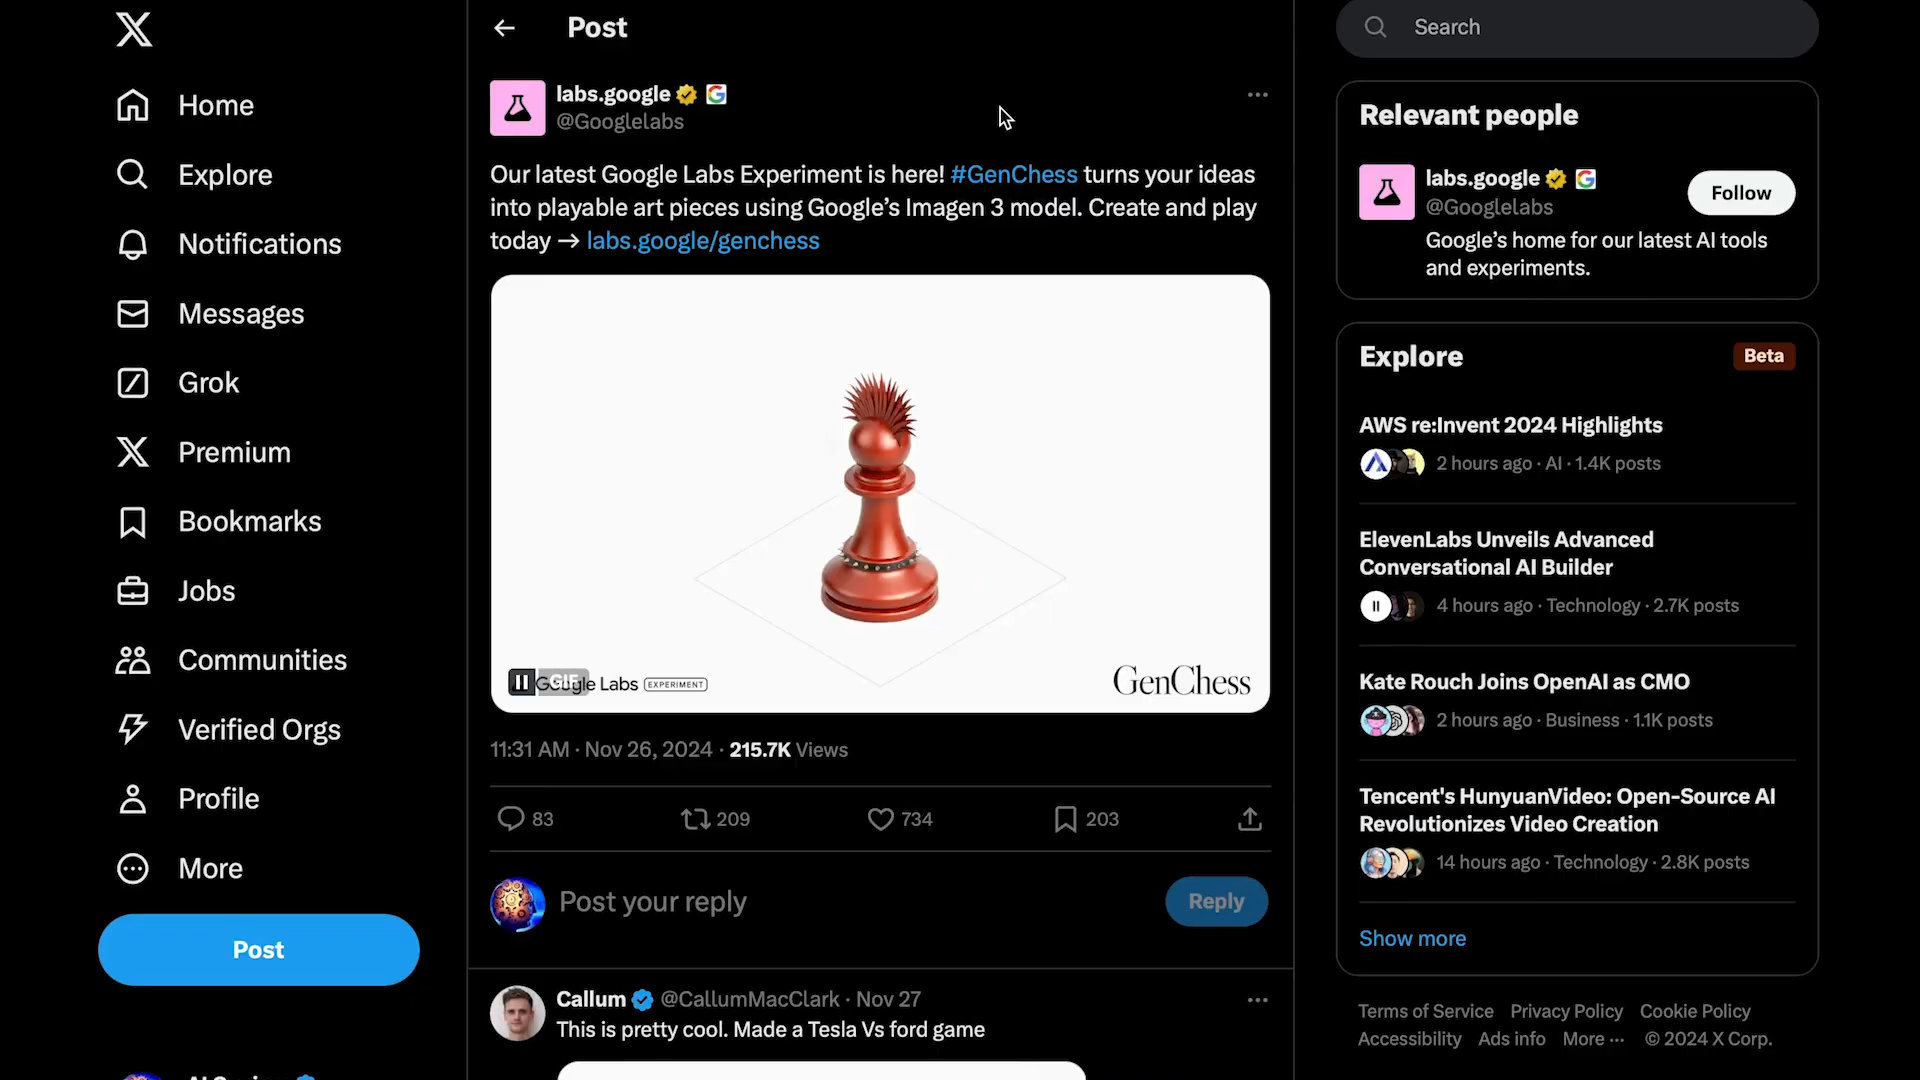 Home
Explore
Notifications
Messages
Grok
Premium
Bookmarks
Jobs
Communities
Verified Orgs
Profile
More
Post
Post
labs.google
@Googlelabs
Our latest Google Labs Experiment is here! #GenChess turns your ideas
into playable art pieces using Google’s Imagen 3 model. Create and play
today → labs.google/genchess
GIF
Google Labs EXPERIMENT
GenChess
11:31 AM · Nov 26, 2024 · 215.7K Views
83
209
734
203
Post your reply
Reply
Callum @CallumMacClark · Nov 27
This is pretty cool. Made a Tesla Vs ford game
Search
Relevant people
labs.google
@Googlelabs
Follow
Google’s home for our latest AI tools
and experiments.
Explore
Beta
AWS re:Invent 2024 Highlights
2 hours ago · AI · 1.4K posts
ElevenLabs Unveils Advanced
Conversational AI Builder
4 hours ago · Technology · 2.7K posts
Kate Rouch Joins OpenAI as CMO
2 hours ago · Business · 1.1K posts
Tencent's HunyuanVideo: Open-Source AI
Revolutionizes Video Creation
14 hours ago · Technology · 2.8K posts
Show more
Terms of Service Privacy Policy Cookie Policy
Accessibility Ads info More ··· © 2024 X Corp.